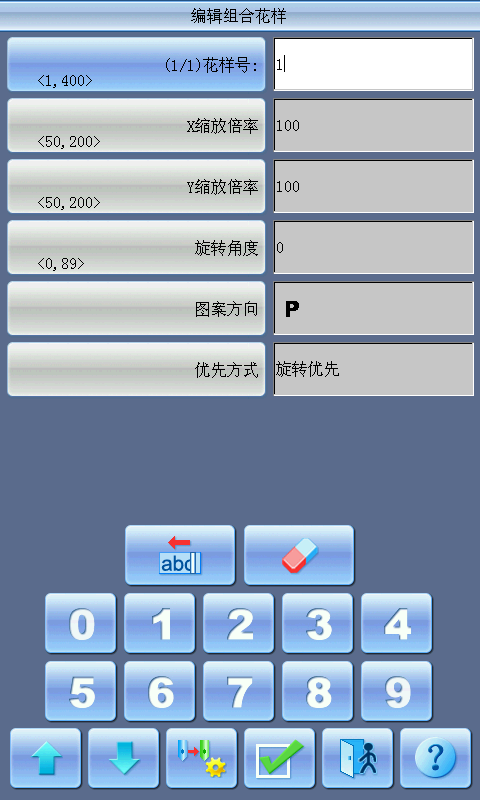 编辑组合花样
(1/1)花样号:
<1,400>
1
X缩放倍率
<50,200>
100
Y缩放倍率
<50,200>
100
旋转角度
<0,89>
0
图案方向
P
优先方式
旋转优先
abc
0 1 2 3 4
5 6 7 8 9
?